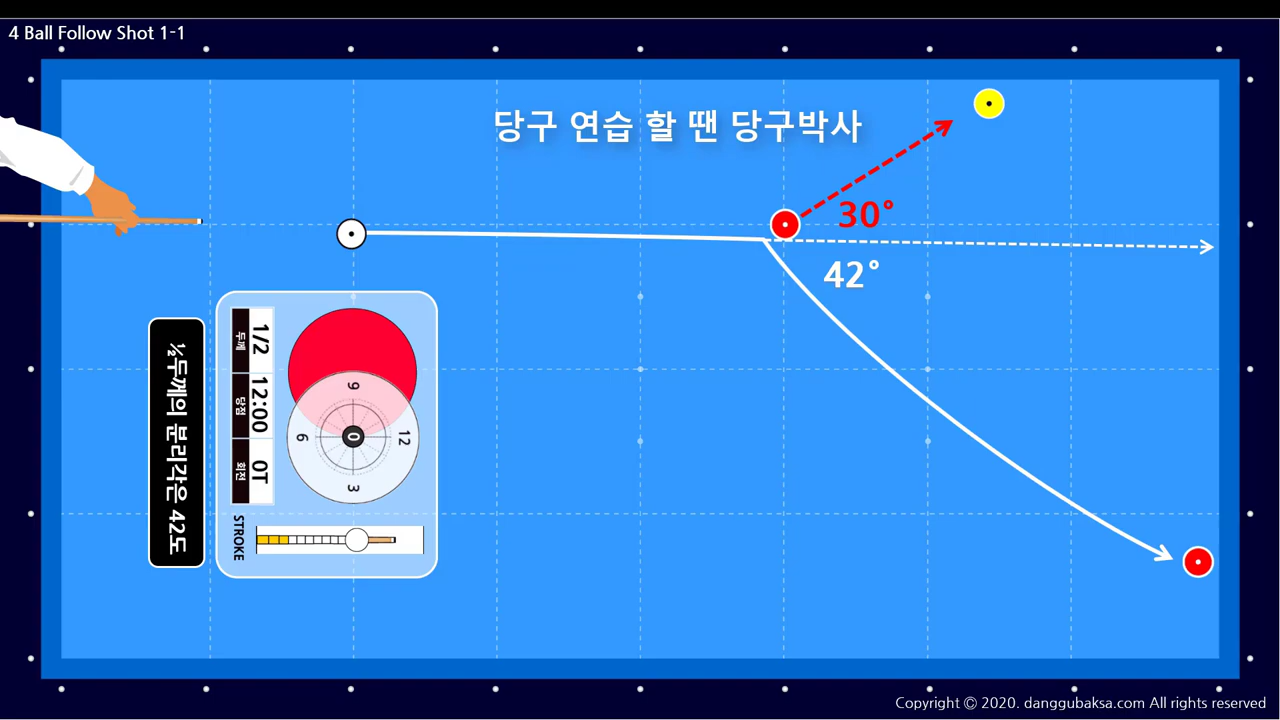 4 Ball Follow Shot 1-1
당구 연습 할 땐 당구박사
30°
42°
½두께의 분리각은 42도
1/2
두께
12:00
당점
0T
회전
STROKE
9
12
0
6
3
Copyright © 2020. danggubaksa.com All rights reserved